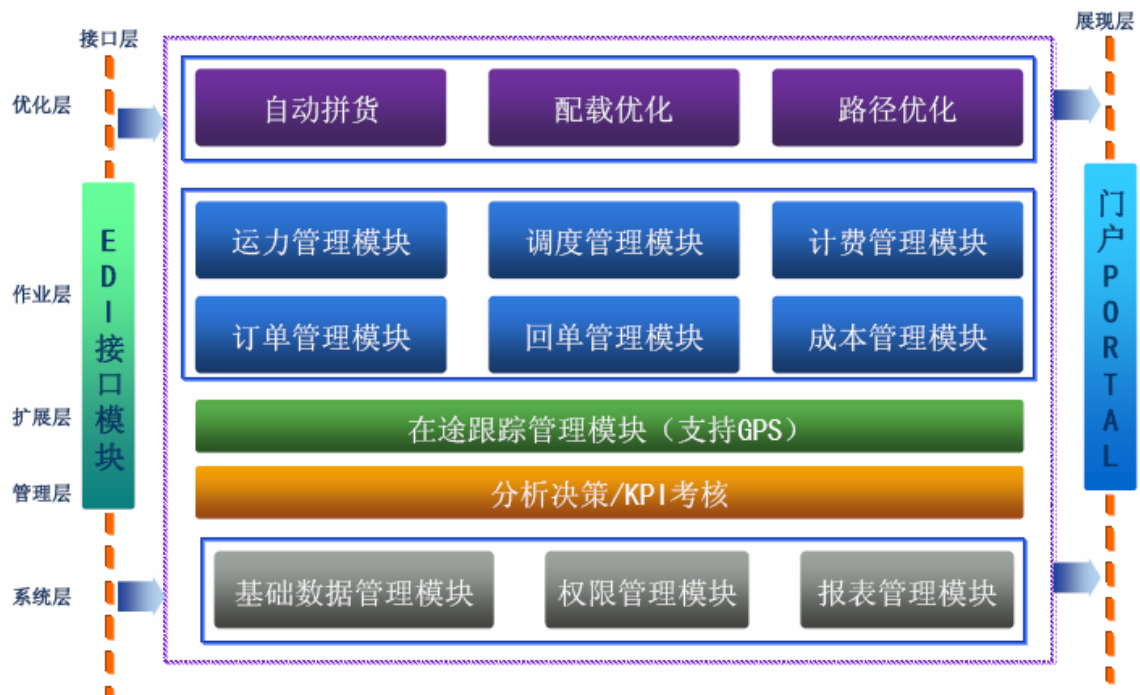 接口层
展现层
优化层
自动拼货
配载优化
路径优化
EDI接口模块
门户PORTAL
作业层
运力管理模块
调度管理模块
计费管理模块
订单管理模块
回单管理模块
成本管理模块
扩展层
在途跟踪管理模块（支持GPS）
管理层
分析决策/KPI考核
系统层
基础数据管理模块
权限管理模块
报表管理模块